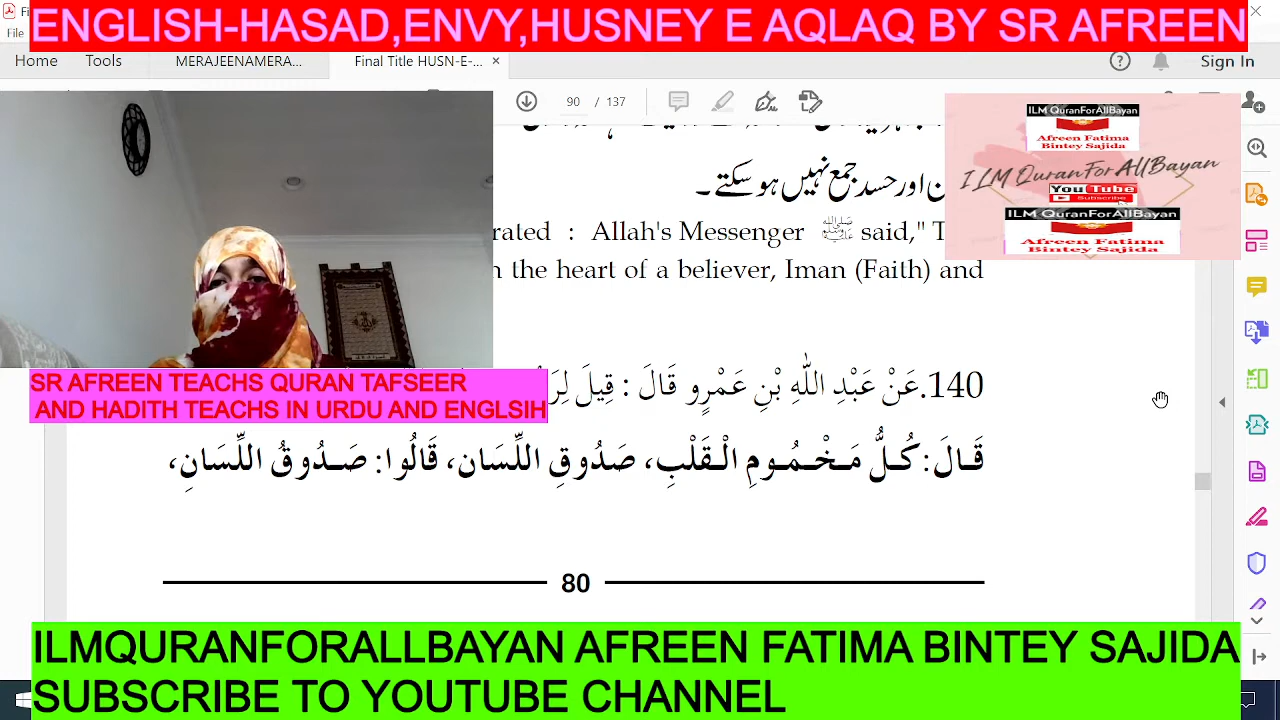 ENGLISH-HASAD,ENVY,HUSNEY E AQLAQ BY SR AFREEN
File
Home Tools MERAJEENAMERA... Final Title HUSN-E-... × Sign In
90 / 137
ILM QuranForAllBayan
Afreen Fatima
Bintey Sajida
ILM QuranForAllBayan
YouTube
Subscribe
ILM QuranForAllBayan
Afreen Fatima
Bintey Sajida
اور حسد جمع نہیں ہو سکتے۔
rated : Allah's Messenger ﷺ said," T
n the heart of a believer, Iman (Faith) and
140.عَنْ عَبْدِ اللّٰهِ بْنِ عَمْرٍو قَالَ : قِيلَ
قَالَ: كُلُّ مَخْمُومِ الْقَلْبِ، صَدُوقِ اللِّسَان، قَالُوا: صَدُوقُ اللِّسَانِ،
SR AFREEN TEACHS QURAN TAFSEER
AND HADITH TEACHS IN URDU AND ENGLSIH
80
ILMQURANFORALLBAYAN AFREEN FATIMA BINTEY SAJIDA
SUBSCRIBE TO YOUTUBE CHANNEL